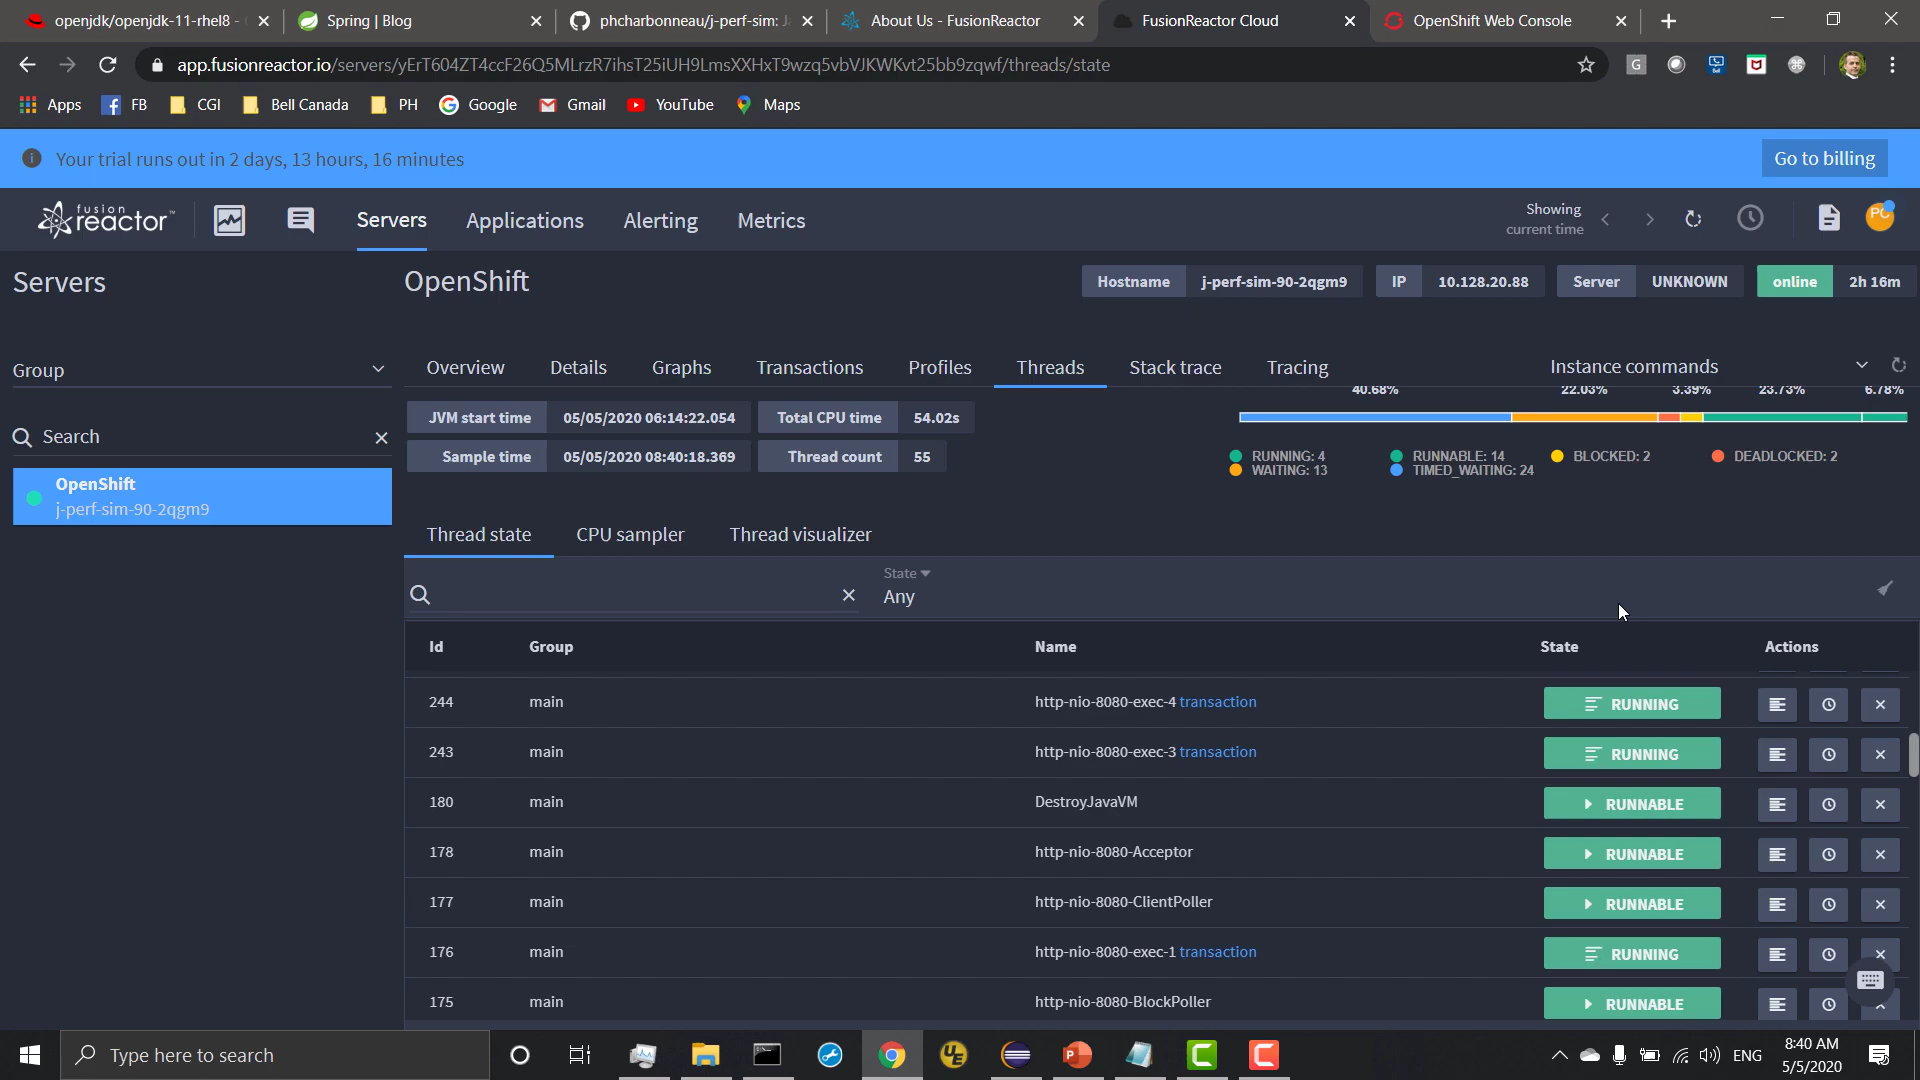 openjdk/openjdk-11-rhel8 -
Spring | Blog
phcharbonneau/j-perf-sim: J
About Us - FusionReactor
FusionReactor Cloud
OpenShift Web Console
app.fusionreactor.io/servers/yErT604ZT4ccF26Q5MLrzR7ihsT25iUH9LmsXXHxT9wzq5vbVJKWKvt25bb9zqwf/threads/state
Apps
FB
CGI
Bell Canada
PH
Google
Gmail
YouTube
Maps
Your trial runs out in 2 days, 13 hours, 16 minutes
Go to billing
fusion
reactor
Servers
Applications
Alerting
Metrics
Showing
current time
PC
Servers
OpenShift
Hostname j-perf-sim-90-2qgm9
IP 10.128.20.88
Server UNKNOWN
online 2h 16m
Group
Overview
Details
Graphs
Transactions
Profiles
Threads
Stack trace
Tracing
Instance commands
40.68% 22.03% 3.39% 23.73% 6.78%
JVM start time 05/05/2020 06:14:22.054
Total CPU time 54.02s
Search
Sample time 05/05/2020 08:40:18.369
Thread count 55
RUNNING: 4 RUNNABLE: 14 BLOCKED: 2 DEADLOCKED: 2
WAITING: 13 TIMED_WAITING: 24
OpenShift
j-perf-sim-90-2qgm9
Thread state
CPU sampler
Thread visualizer
State
Any
Id Group Name State Actions
244 main http-nio-8080-exec-4 transaction RUNNING
243 main http-nio-8080-exec-3 transaction RUNNING
180 main DestroyJavaVM RUNNABLE
178 main http-nio-8080-Acceptor RUNNABLE
177 main http-nio-8080-ClientPoller RUNNABLE
176 main http-nio-8080-exec-1 transaction RUNNING
175 main http-nio-8080-BlockPoller RUNNABLE
Type here to search
ENG
8:40 AM
5/5/2020